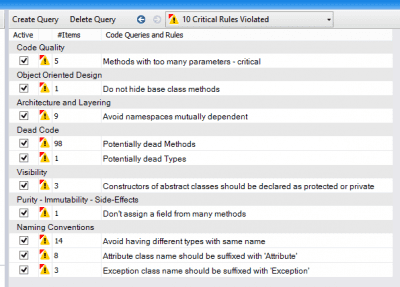 Create Query Delete Query 10 Critical Rules Violated
Active #Items Code Queries and Rules
Code Quality
5 Methods with too many parameters - critical
Object Oriented Design
1 Do not hide base class methods
Architecture and Layering
9 Avoid namespaces mutually dependent
Dead Code
98 Potentially dead Methods
1 Potentially dead Types
Visibility
3 Constructors of abstract classes should be declared as protected or private
Purity - Immutability - Side-Effects
1 Don't assign a field from many methods
Naming Conventions
14 Avoid having different types with same name
8 Attribute class name should be suffixed with 'Attribute'
3 Exception class name should be suffixed with 'Exception'